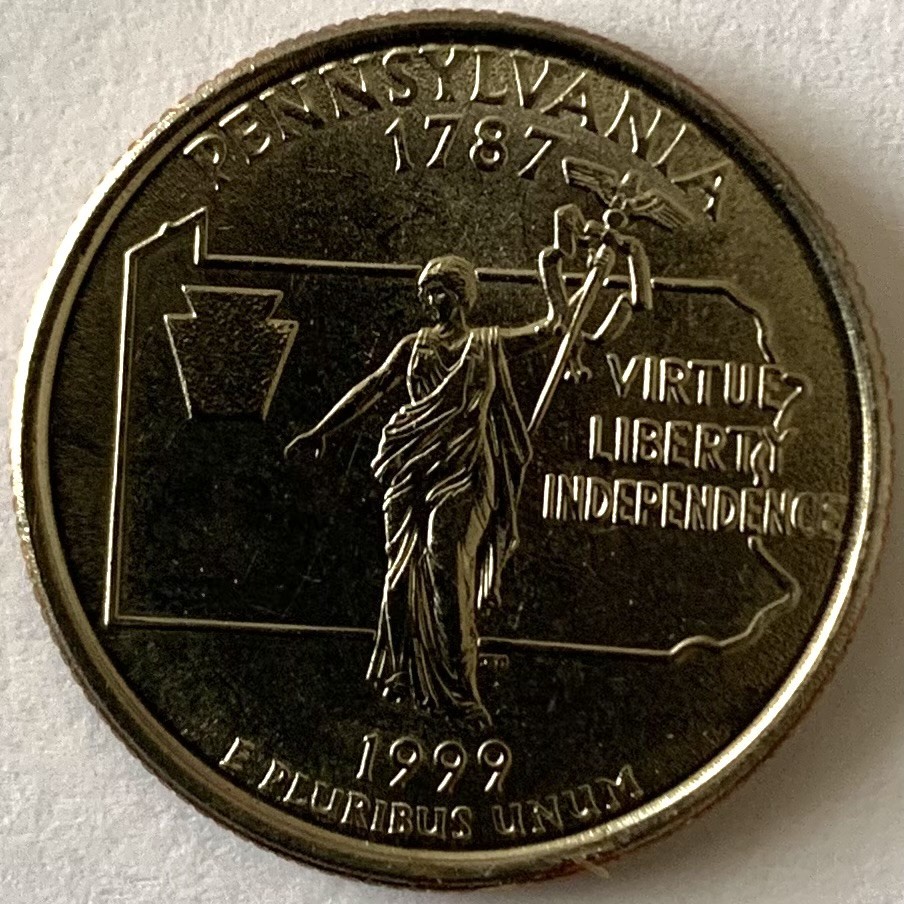 PENNSYLVANIA
1787
VIRTUE
LIBERTY
INDEPENDENCE
1999
E PLURIBUS UNUM